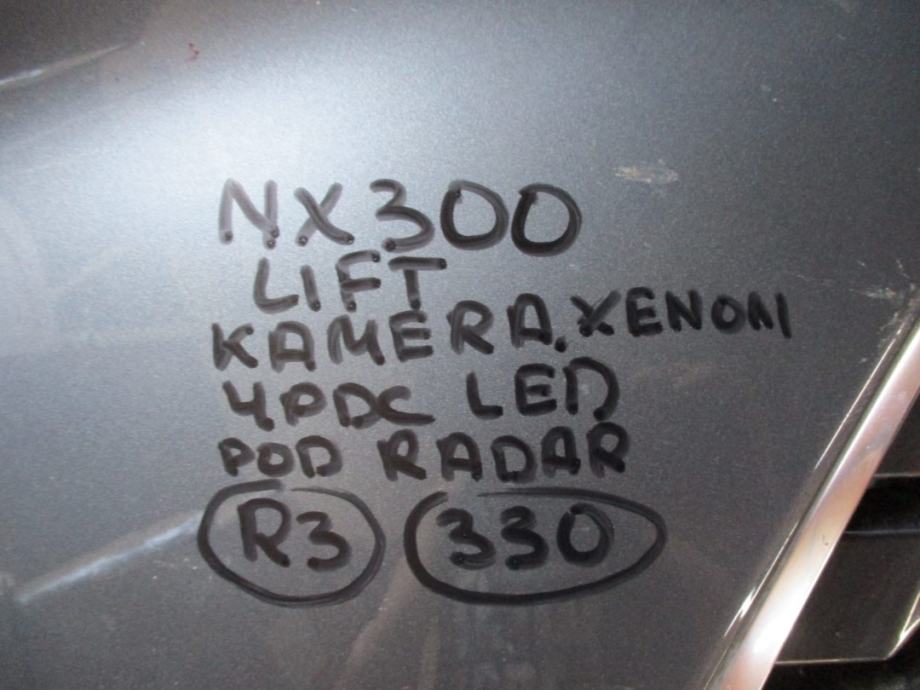 NX300
LIFT
KAMERA.XENON
4PDC LED
POD RADAR
R3 330